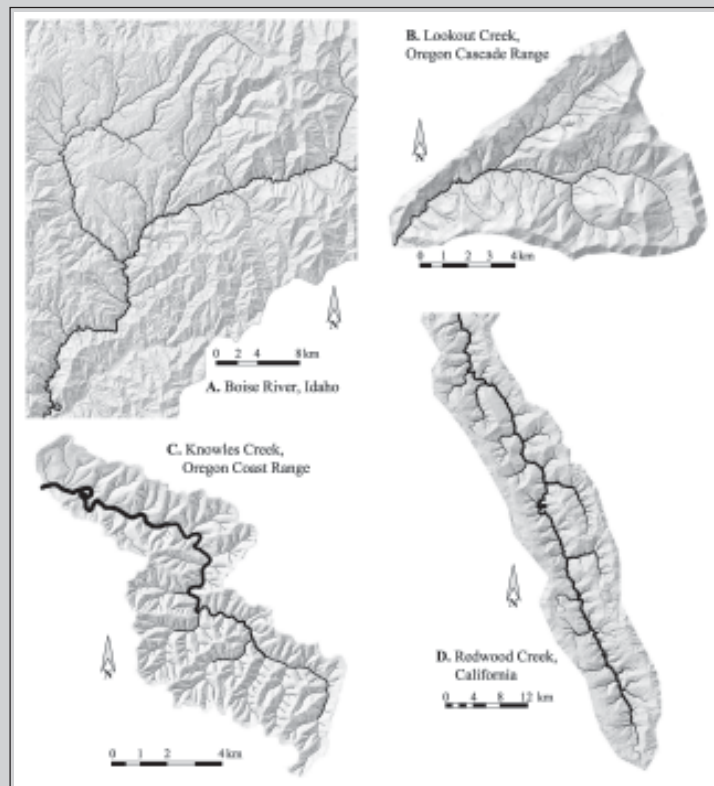 B. Lookout Creek,
Oregon Cascade Range
N
0 1 2 3 4 km
N
0 2 4 8 km
A. Boise River, Idaho
C. Knowles Creek,
Oregon Coast Range
N
0 1 2 4 km
N
D. Redwood Creek,
California
0 4 8 12 km